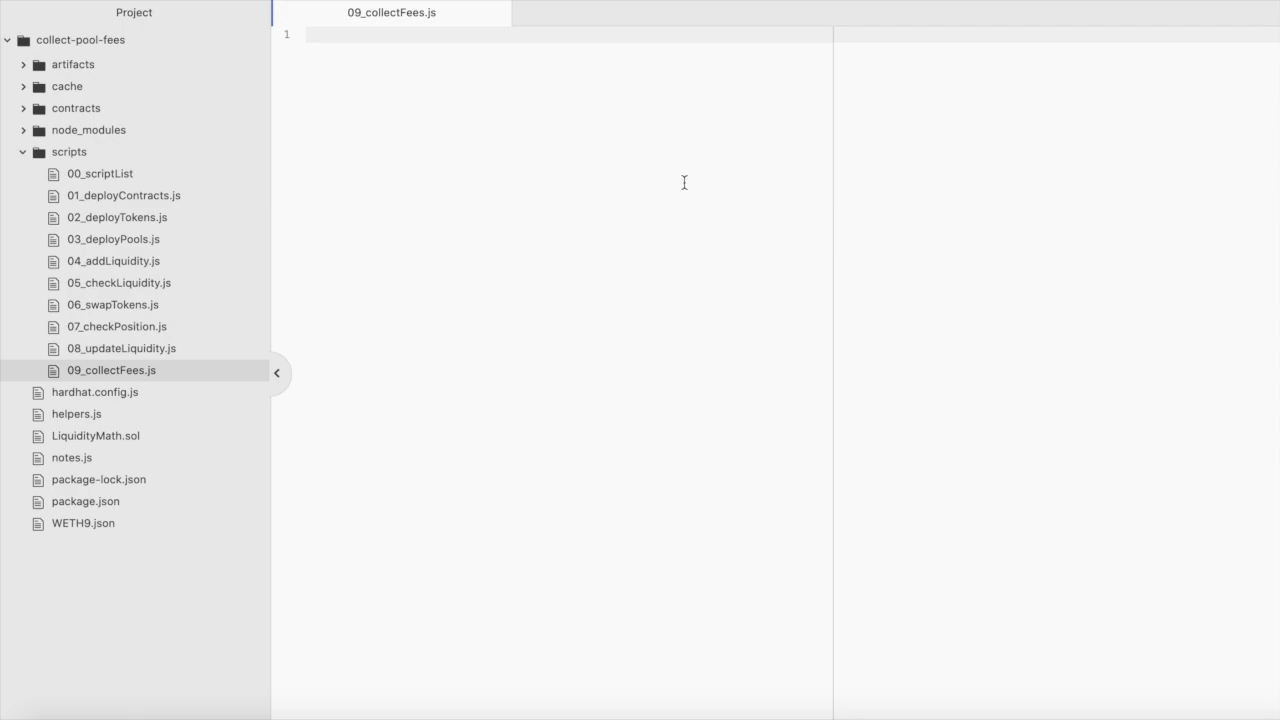 Project
collect-pool-fees
artifacts
cache
contracts
node_modules
scripts
00_scriptList
01_deployContracts.js
02_deployTokens.js
03_deployPools.js
04_addLiquidity.js
05_checkLiquidity.js
06_swapTokens.js
07_checkPosition.js
08_updateLiquidity.js
09_collectFees.js
hardhat.config.js
helpers.js
LiquidityMath.sol
notes.js
package-lock.json
package.json
WETH9.json
09_collectFees.js
1